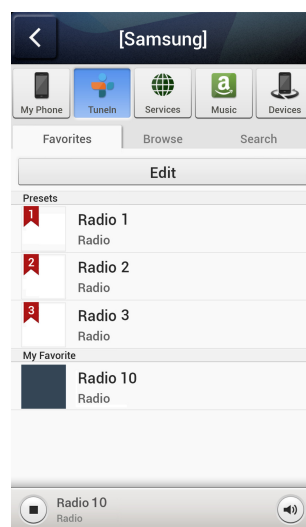 [Samsung]
My Phone
TuneIn
Services
a
Music
Devices
Favorites
Browse
Search
Edit
Presets
1
Radio 1
Radio
2
Radio 2
Radio
3
Radio 3
Radio
My Favorite
Radio 10
Radio
Radio 10
Radio